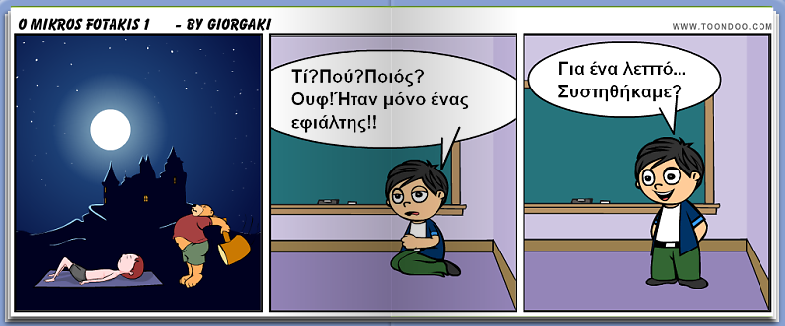 O MIKROS FOTAKIS 1 - BY GIORGAKI
WWW.TOONDOO.COM
Τί?Πού?Ποιός?
Ουφ!Ήταν μόνο ένας
εφιάλτης!!
Για ένα λεπτό...
Συστηθήκαμε?